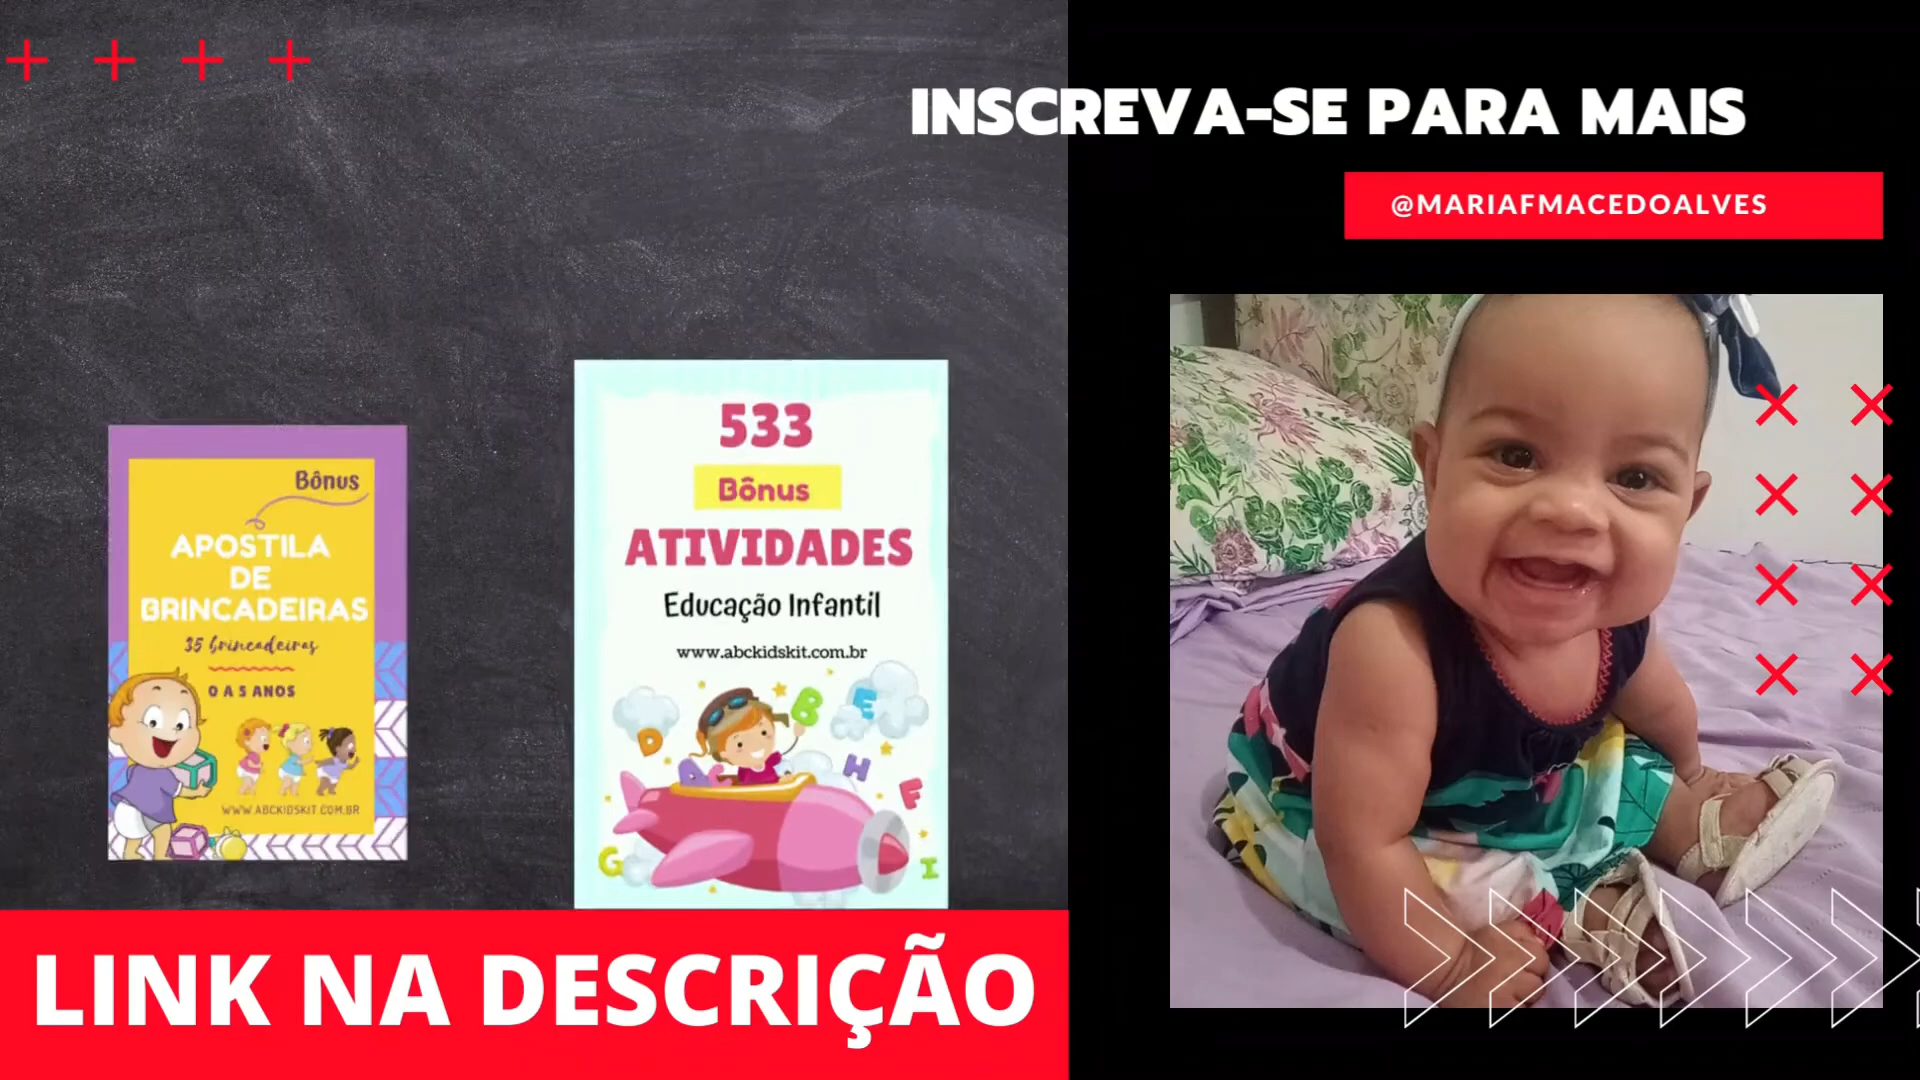 INSCREVA-SE PARA MAIS
@MARIAFMACEDOALVES
Bônus
APOSTILA
DE
BRINCADEIRAS
35 brincadeiras
0 A 5 ANOS
WWW.ABCKIDSKIT.COM.BR
533
Bônus
ATIVIDADES
Educação Infantil
www.abckidskit.com.br
B E
D
A C H
F
G I
LINK NA DESCRIÇÃO